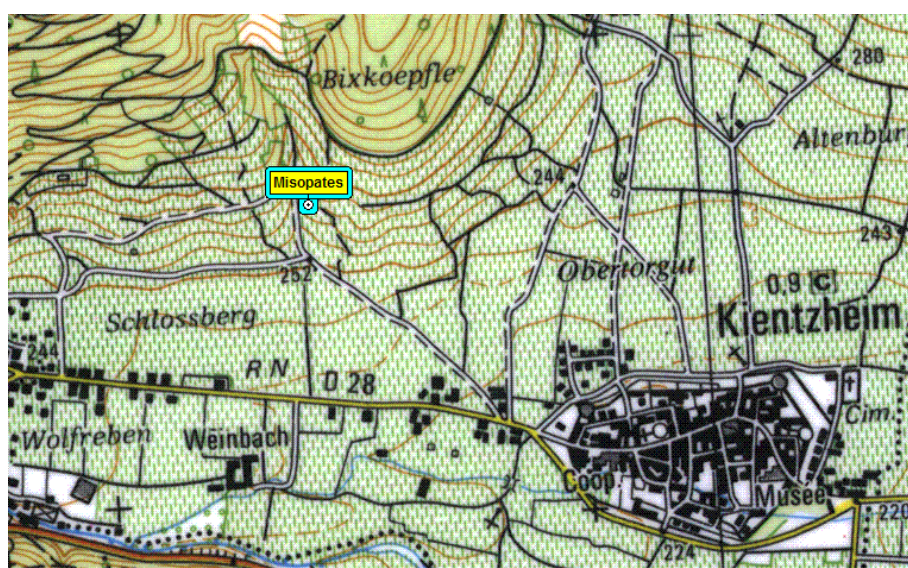 280
Bixkoepfle
Altenbur
Misopates
244
243
252
Obertorgut
0.9 C
Schlossberg
Kientzheim
244
R N
D 28
Cim.
Wolfreben
Weinbach
Coop.
Musée
220
224